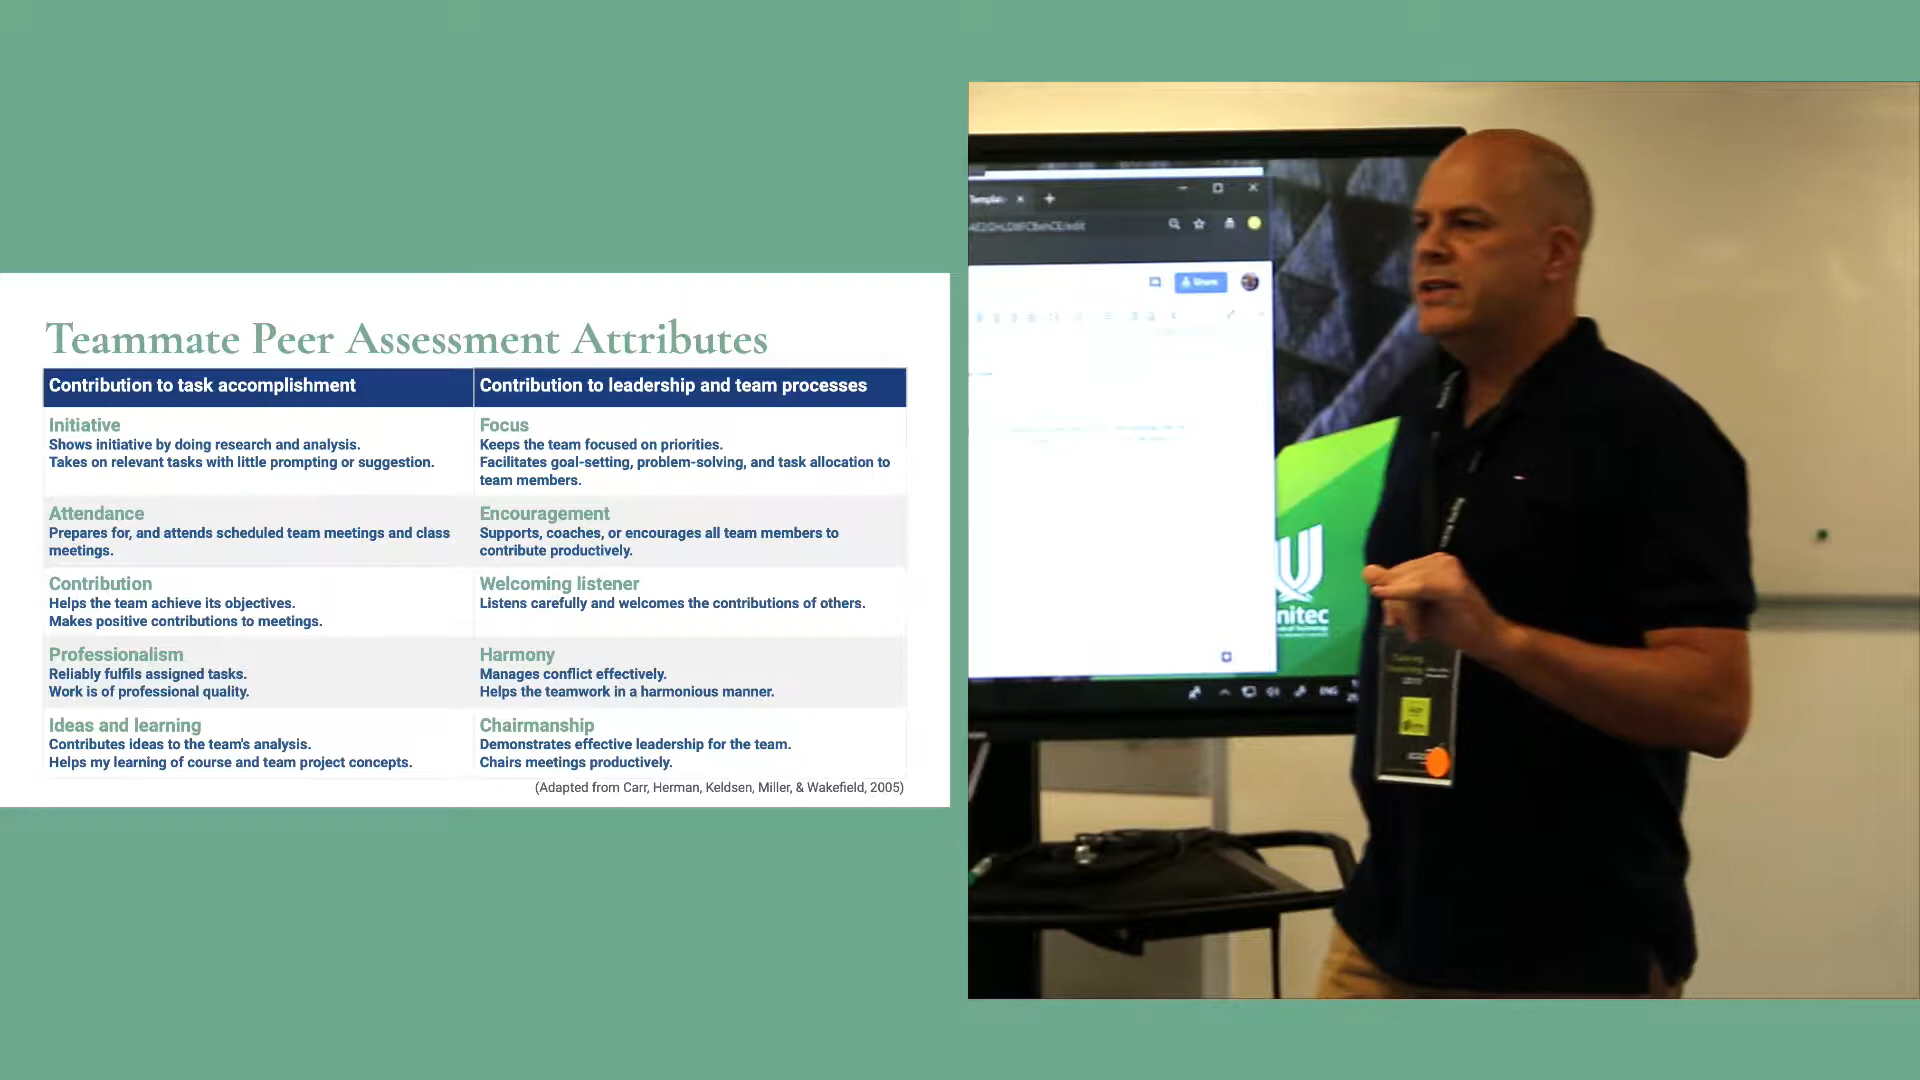 Teammate Peer Assessment Attributes
Contribution to task accomplishment
Contribution to leadership and team processes
Initiative
Shows initiative by doing research and analysis.
Takes on relevant tasks with little prompting or suggestion.
Focus
Keeps the team focused on priorities.
Facilitates goal-setting, problem-solving, and task allocation to
team members.
Attendance
Prepares for, and attends scheduled team meetings and class
meetings.
Encouragement
Supports, coaches, or encourages all team members to
contribute productively.
Contribution
Helps the team achieve its objectives.
Makes positive contributions to meetings.
Welcoming listener
Listens carefully and welcomes the contributions of others.
Professionalism
Reliably fulfils assigned tasks.
Work is of professional quality.
Harmony
Manages conflict effectively.
Helps the teamwork in a harmonious manner.
Ideas and learning
Contributes ideas to the team's analysis.
Helps my learning of course and team project concepts.
Chairmanship
Demonstrates effective leadership for the team.
Chairs meetings productively.
(Adapted from Carr, Herman, Keldsen, Miller, & Wakefield, 2005)
Share
nitec
ENG